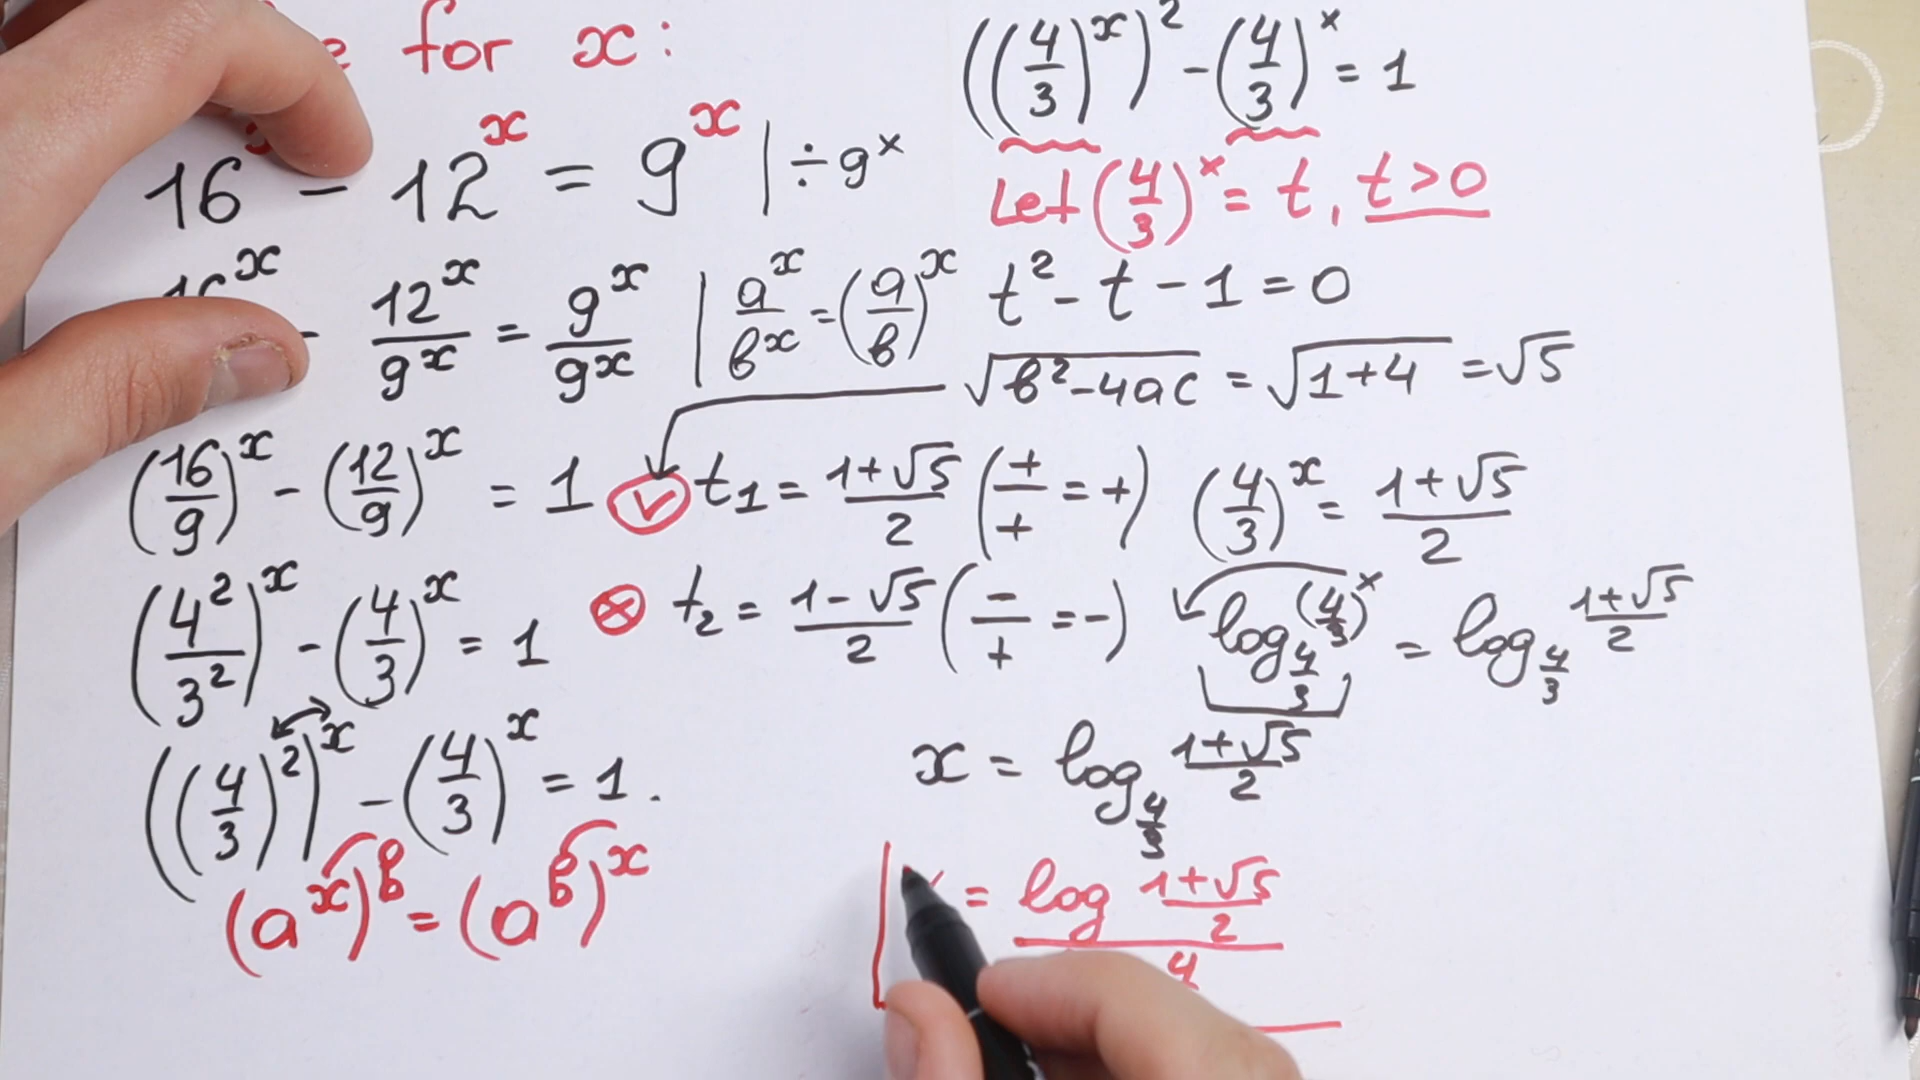 for x:
16 - 12^x = 9^x | ÷ 9^x
- 12^x/9^x = 9^x/9^x | a^x/b^x = (a/b)^x
(16/9)^x - (12/9)^x = 1
(4^2/3^2)^x - (4/3)^x = 1
((4/3)^2)^x - (4/3)^x = 1.
(a^x)^b = (a^b)^x
((4/3)^x)^2 - (4/3)^x = 1
Let (4/3)^x = t, t > 0
t^2 - t - 1 = 0
√(b^2-4ac) = √(1+4) = √5
t1 = (1+√5)/2 (+/+ = +)
t2 = (1-√5)/2 (-/+ = -)
(4/3)^x = (1+√5)/2
log_(4/3) (4/3)^x = log_(4/3) (1+√5)/2
x = log_(4/3) (1+√5)/2
= log (1+√5)/2
4